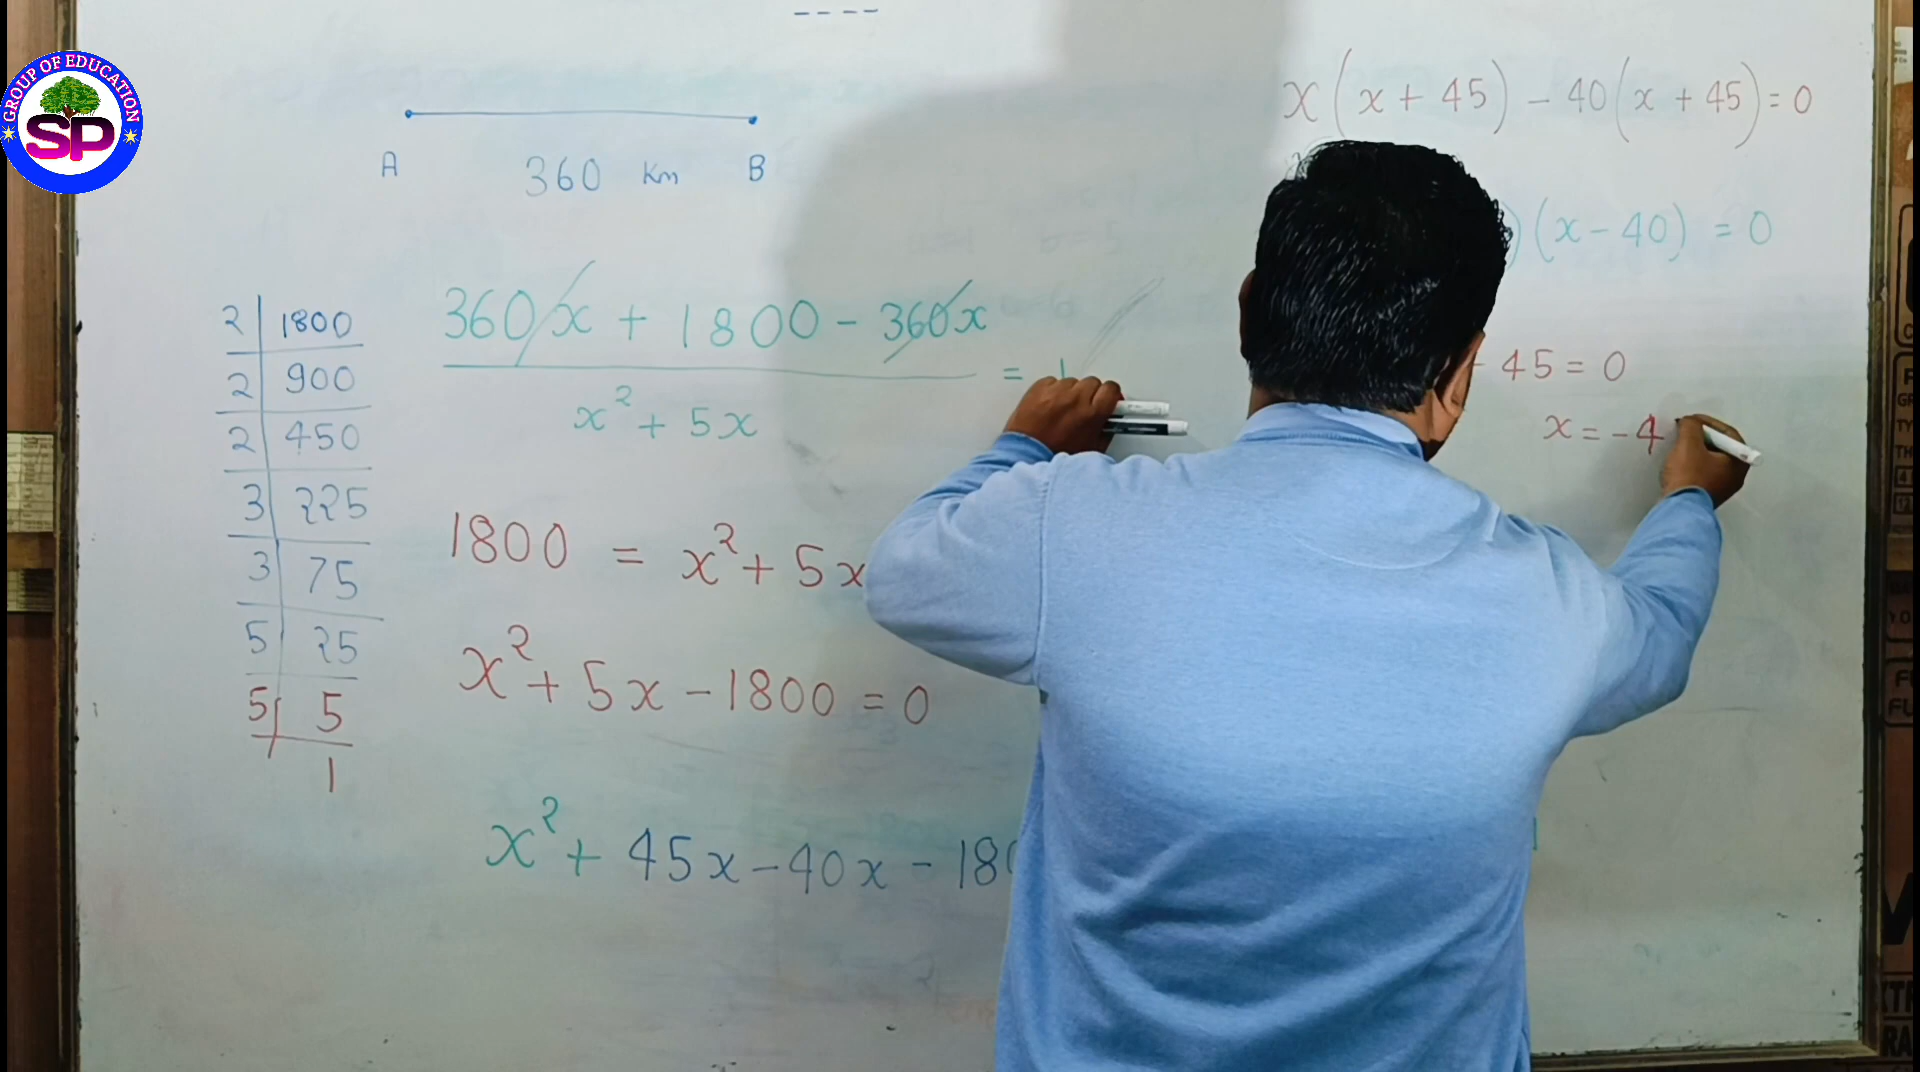 GROUP OF EDUCATION
SP
A 360 Km B
2 | 1800
2 | 900
2 | 450
3 | 225
3 | 75
5 | 25
5 | 5
1
360x + 1800 - 360x
x² + 5x
=
1800 = x² + 5x
x² + 5x - 1800 = 0
x² + 45x - 40x - 180
x(x + 45) - 40(x + 45) = 0
)(x - 40) = 0
45 = 0
x = -4